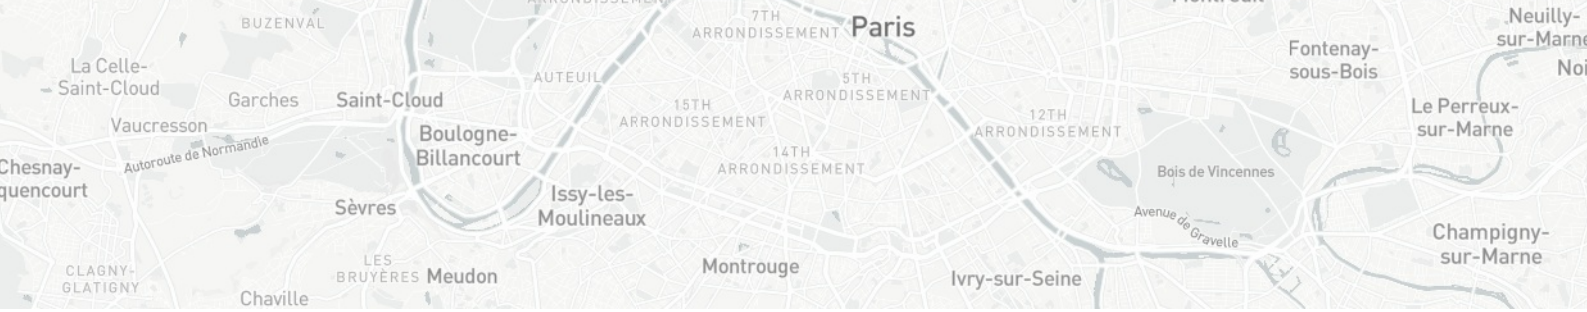 BUZENVAL
ARRONDISSEMENT
7TH
ARRONDISSEMENT
Paris
Montreuil
Neuilly-
sur-Marne
Fontenay-
sous-Bois
La Celle-
Saint-Cloud
AUTEUIL
5TH
ARRONDISSEMENT
Garches
Saint-Cloud
15TH
ARRONDISSEMENT
12TH
ARRONDISSEMENT
Le Perreux-
sur-Marne
Vaucresson
Boulogne-
Billancourt
Autoroute de Normandie
14TH
ARRONDISSEMENT
Bois de Vincennes
Chesnay-
quencourt
Sèvres
Issy-les-
Moulineaux
Avenue de Gravelle
Champigny-
sur-Marne
LES
BRUYÈRES
Meudon
Montrouge
Ivry-sur-Seine
CLAGNY-
GLATIGNY
Chaville